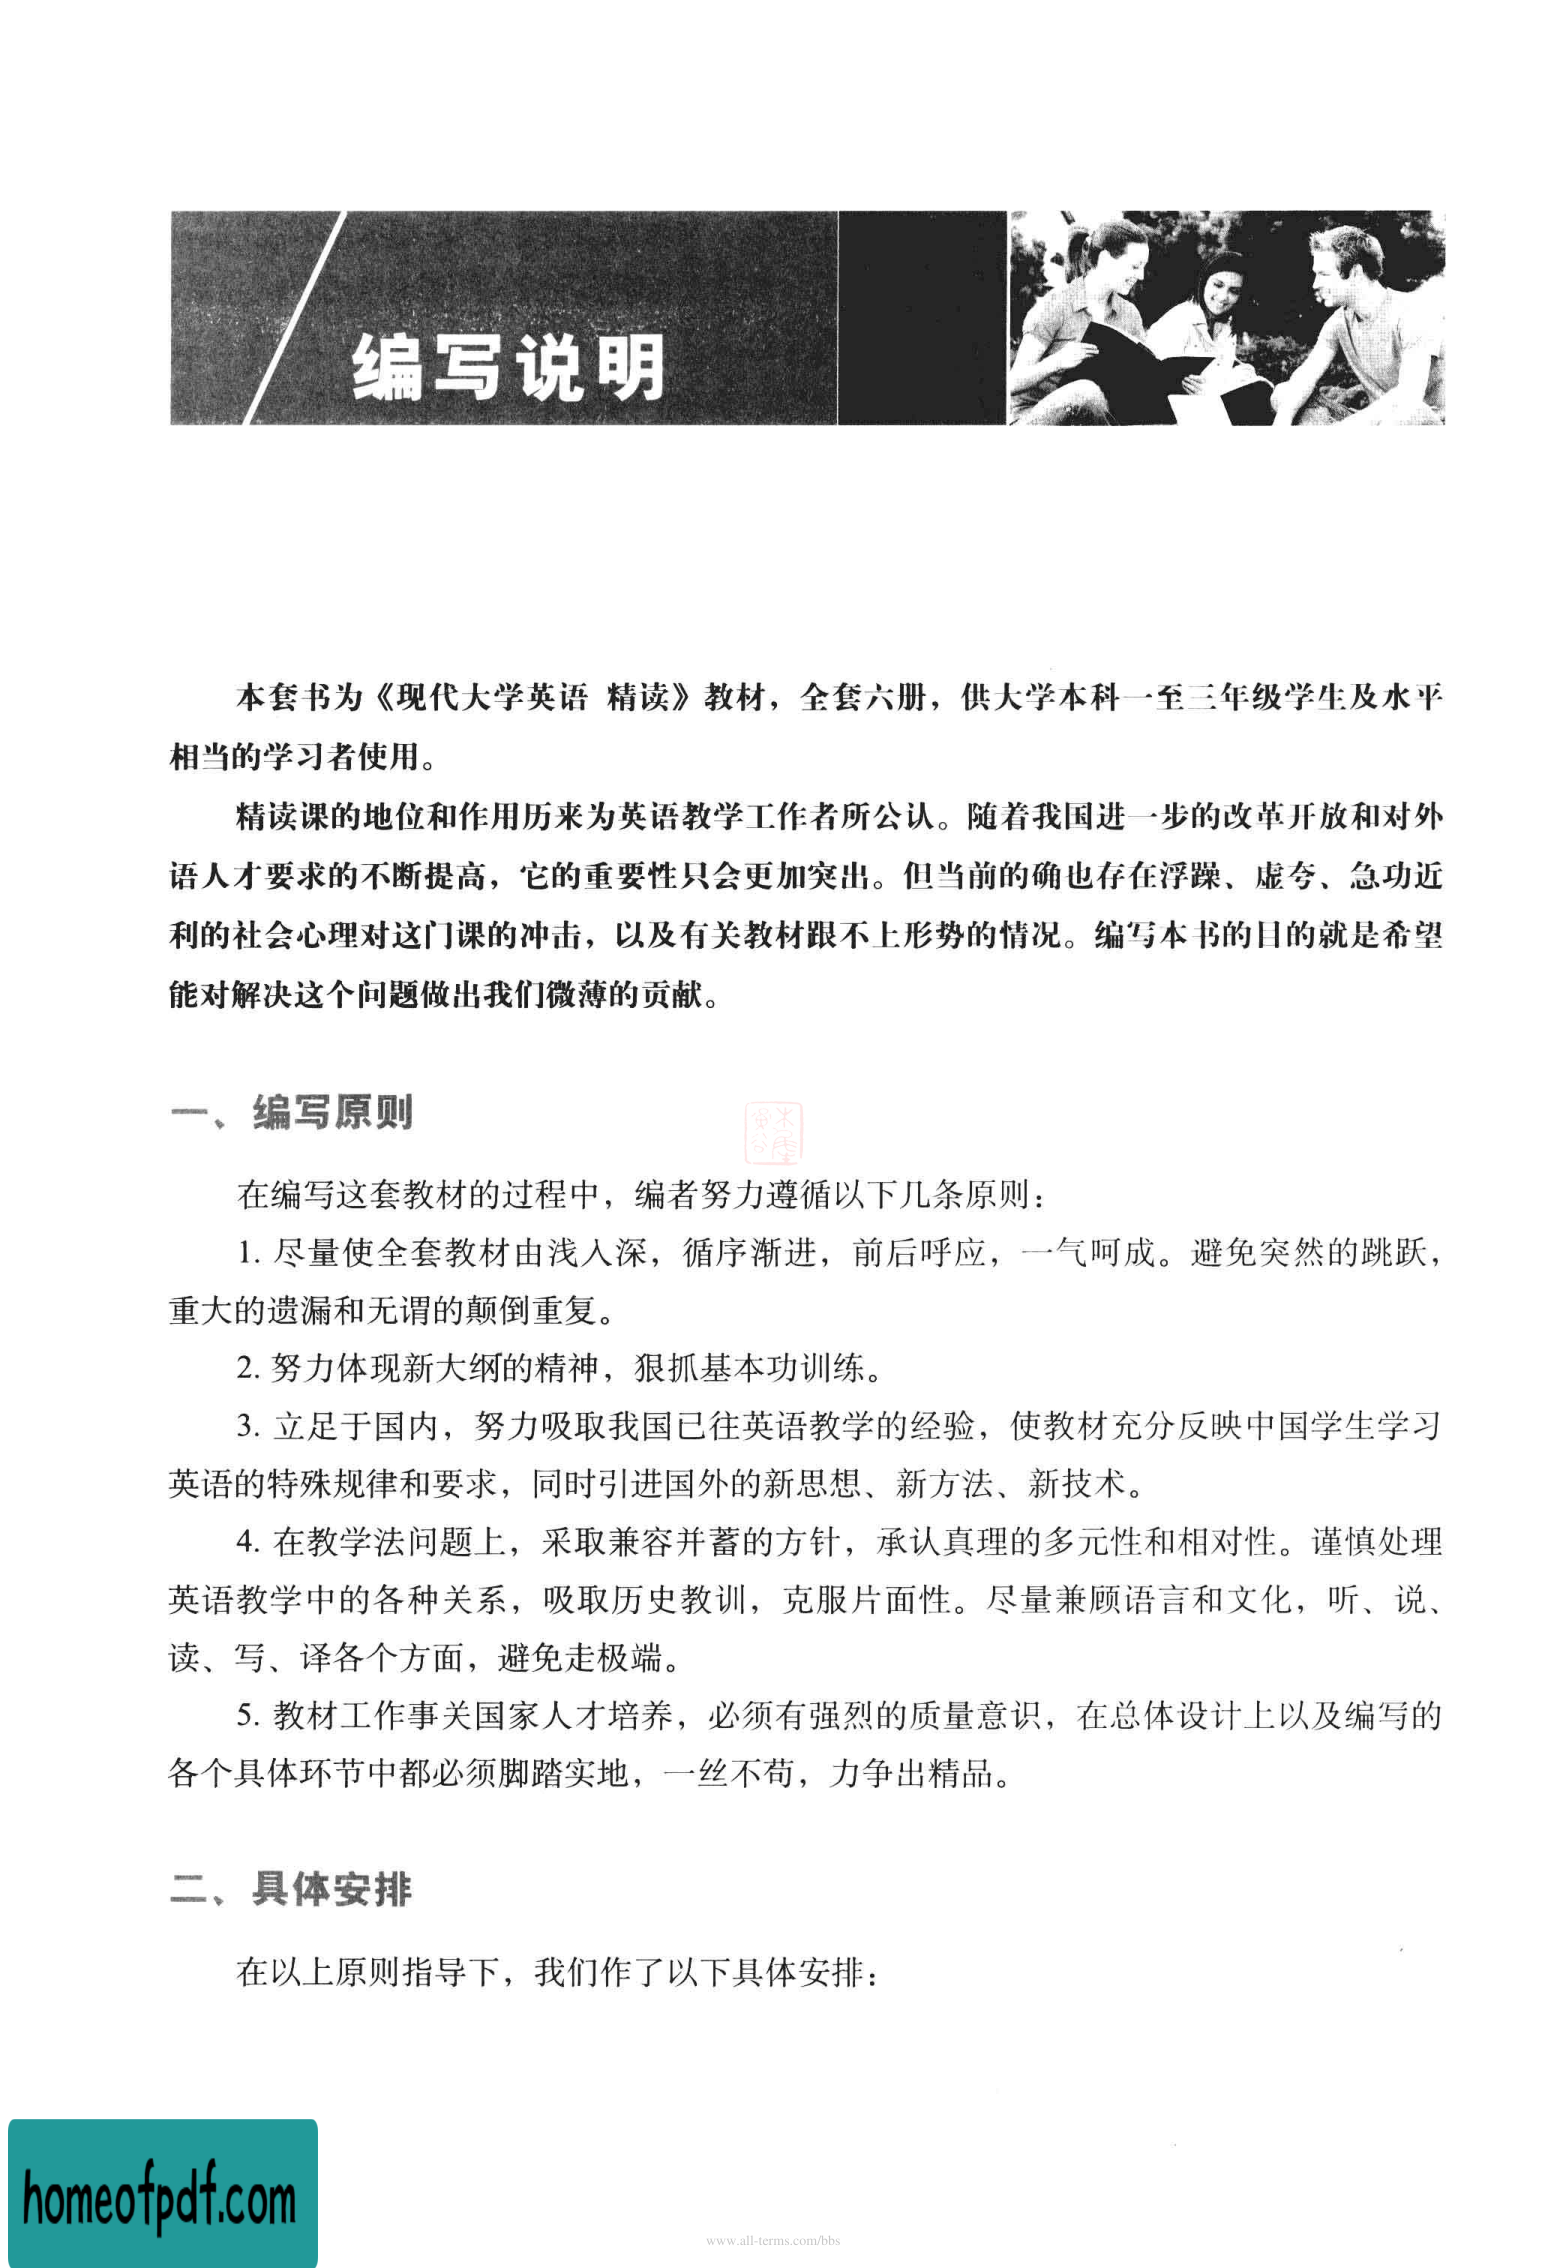 编写说明
本套书为《现代大学英语 精读》教材，全套六册，供大学本科一至三年级学生及水平
相当的学习者使用。
精读课的地位和作用历来为英语教学工作者所公认。随着我国进一步的改革开放和对外
语人才要求的不断提高，它的重要性只会更加突出。但当前的确也存在浮躁、虚夸、急功近
利的社会心理对这门课的冲击，以及有关教材跟不上形势的情况。编写本书的目的就是希望
能对解决这个问题做出我们微薄的贡献。
一、编写原则
在编写这套教材的过程中，编者努力遵循以下几条原则：
1. 尽量使全套教材由浅入深，循序渐进，前后呼应，一气呵成。避免突然的跳跃，
重大的遗漏和无谓的颠倒重复。
2. 努力体现新大纲的精神，狠抓基本功训练。
3. 立足于国内，努力吸取我国已往英语教学的经验，使教材充分反映中国学生学习
英语的特殊规律和要求，同时引进国外的新思想、新方法、新技术。
4. 在教学法问题上，采取兼容并蓄的方针，承认真理的多元性和相对性。谨慎处理
英语教学中的各种关系，吸取历史教训，克服片面性。尽量兼顾语言和文化，听、说、
读、写、译各个方面，避免走极端。
5. 教材工作事关国家人才培养，必须有强烈的质量意识，在总体设计上以及编写的
各个具体环节中都必须脚踏实地，一丝不苟，力争出精品。
二、具体安排
在以上原则指导下，我们作了以下具体安排：
homeofpdf.com
www.all-terms.com/bbs